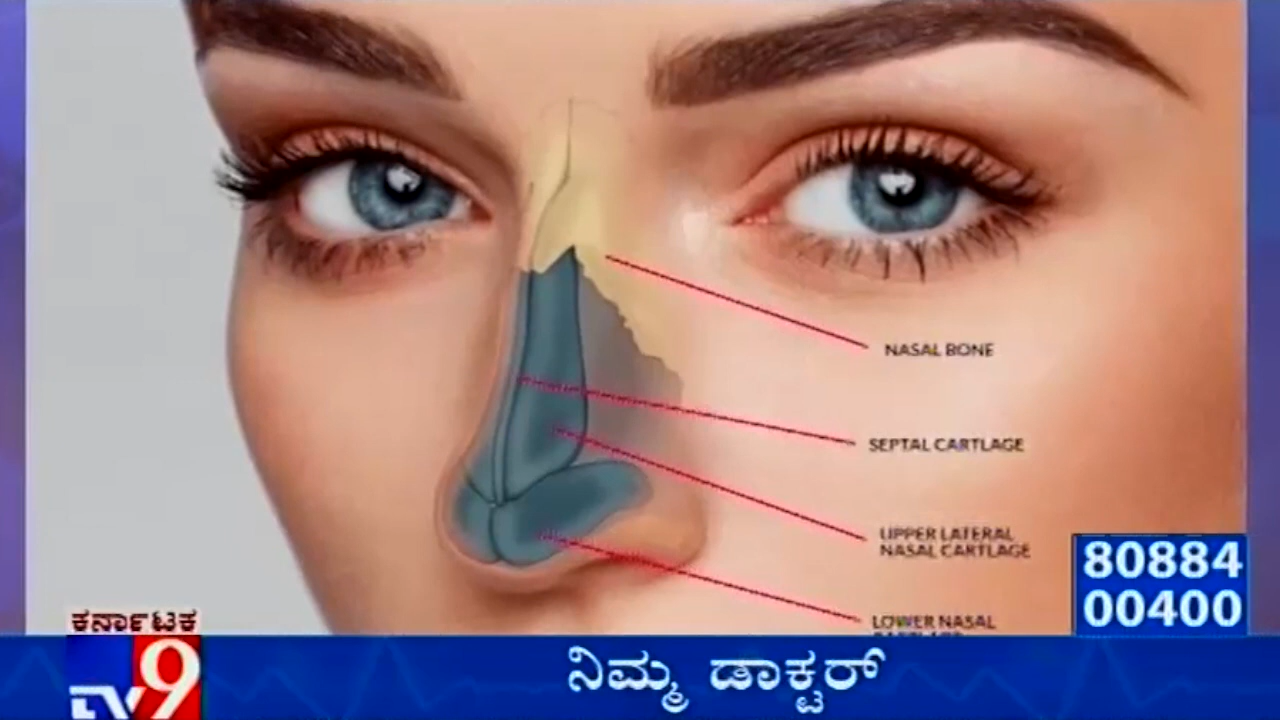 NASAL BONE
SEPTAL CARTLAGE
UPPER LATERAL
NASAL CARTLAGE
LOWER NASAL
80884
00400
ಕರ್ನಾಟಕ
TV9
ನಿಮ್ಮ ಡಾಕ್ಟರ್